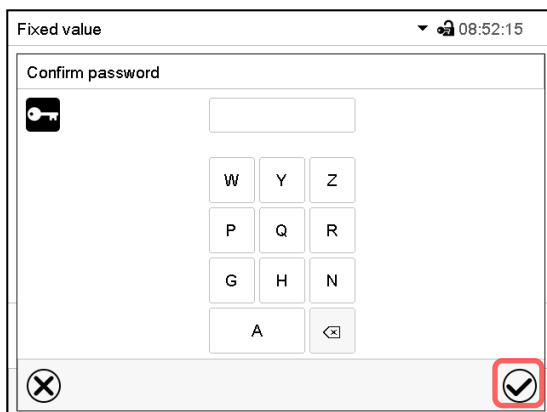 Fixed value 08:52:15
Confirm password
W Y Z
P Q R
G H N
A